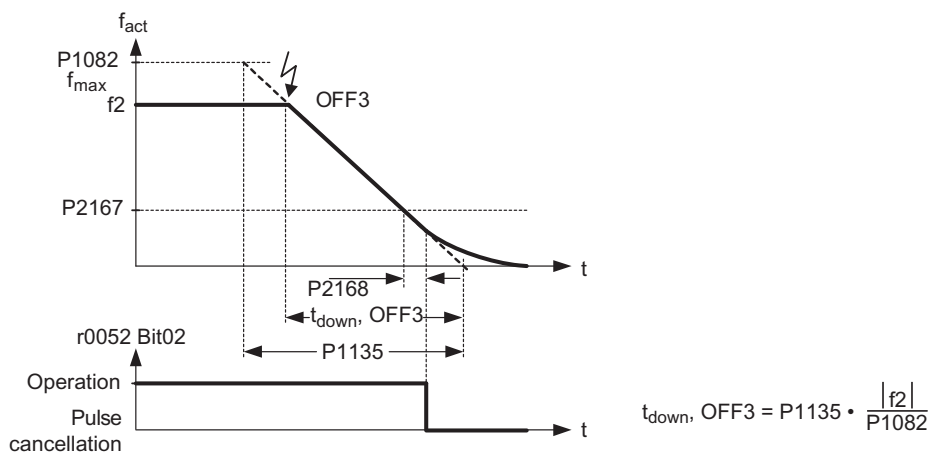 f_act
P1082
f_max
f2
OFF3
P2167
t
P2168
t_down, OFF3
P1135
r0052 Bit02
Operation
Pulse
cancellation
t
t_down, OFF3 = P1135 • |f2| / P1082